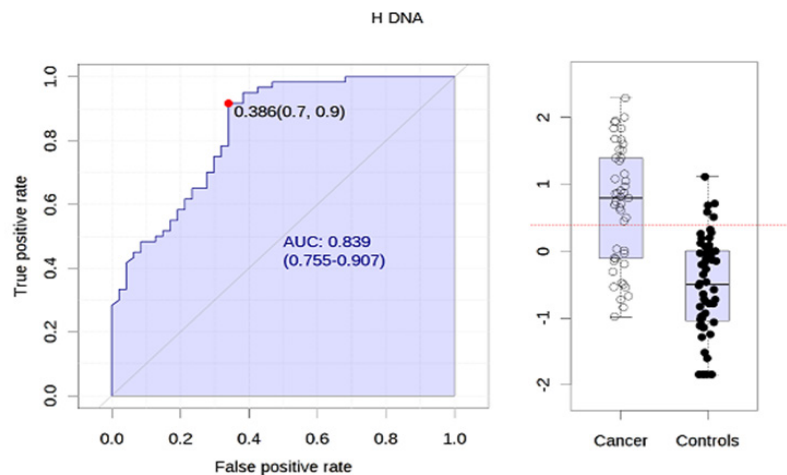 H DNA
True positive rate
1.0
0.8
0.6
0.4
0.2
0.0
0.386(0.7, 0.9)
AUC: 0.839
(0.755-0.907)
0.0 0.2 0.4 0.6 0.8 1.0
False positive rate
2
1
0
-1
-2
Cancer Controls